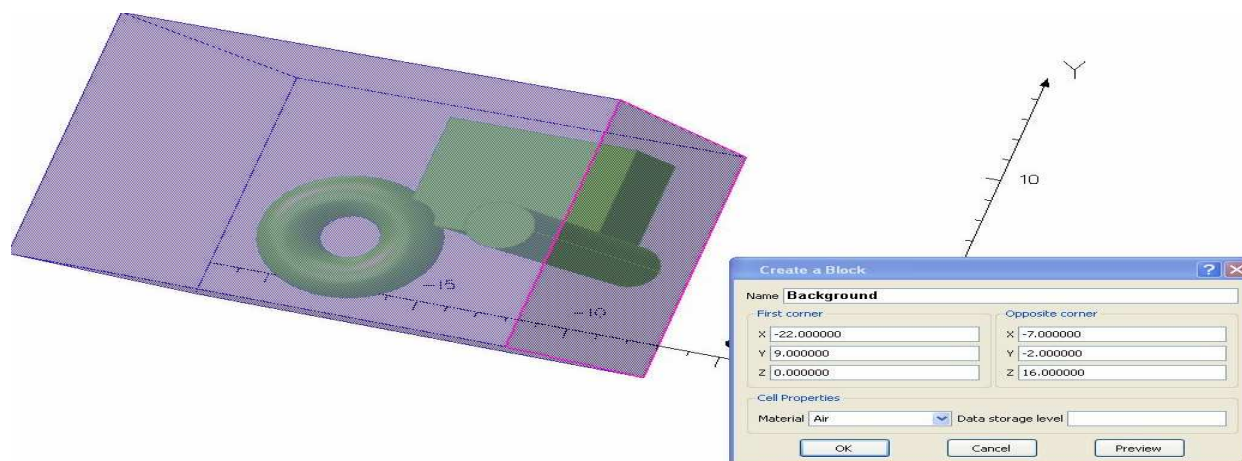 Y
10
-15
-10
Create a Block
Name Background
First corner
Opposite corner
X -22.000000
X -7.000000
Y 9.000000
Y -2.000000
Z 0.000000
Z 16.000000
Cell Properties
Material Air Data storage level
OK Cancel Preview